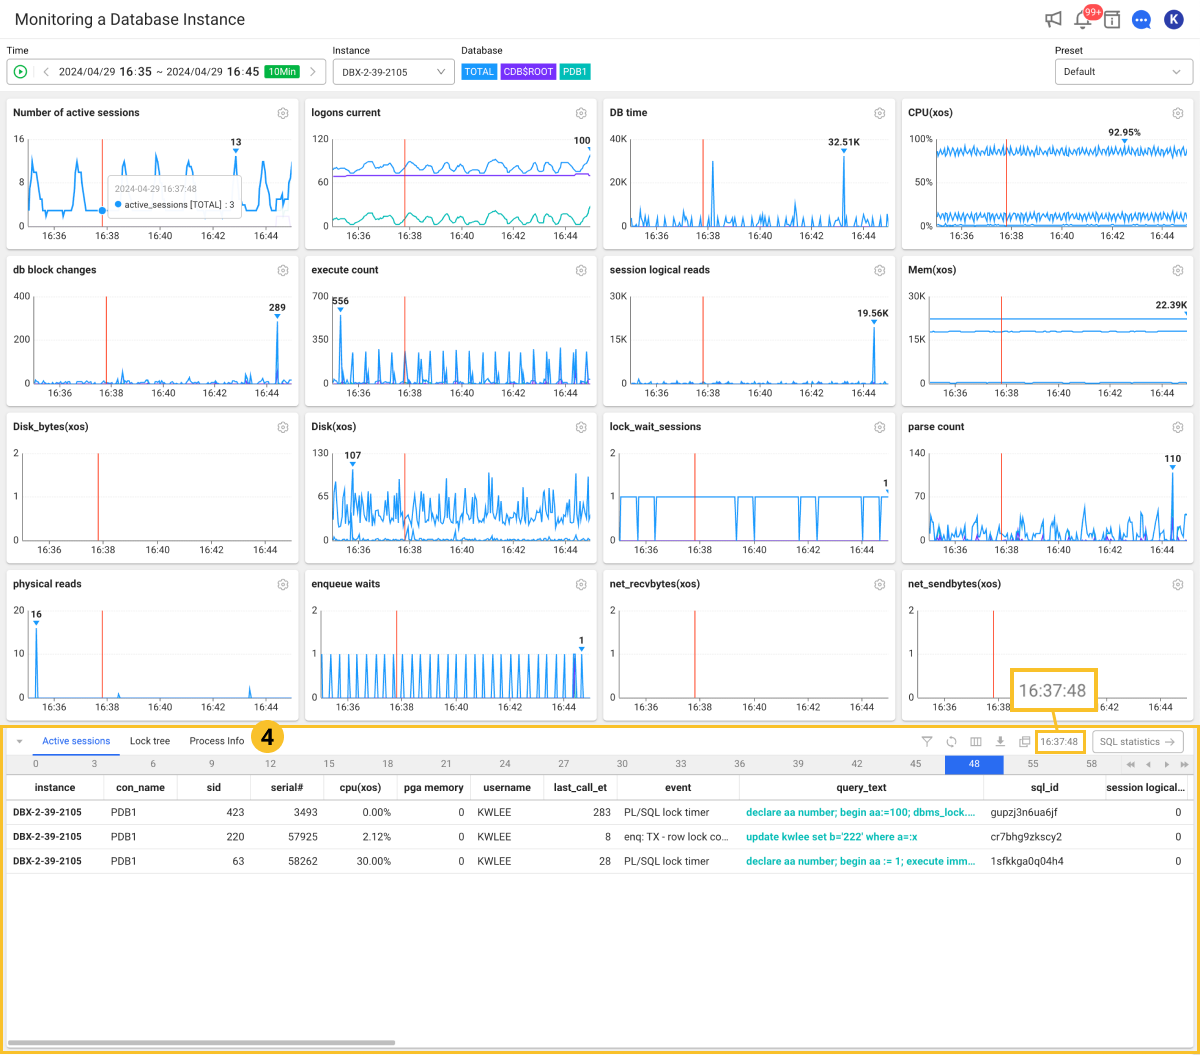 Monitoring a Database Instance
99+
K
Time
Instance
Database
Preset
2024/04/29 16:35 ~ 2024/04/29 16:45 10Min
DBX-2-39-2105
TOTAL CDB$ROOT PDB1
Default
Number of active sessions
16
8
0
13
2024-04-29 16:37:48
active_sessions [TOTAL] : 3
16:36 16:38 16:40 16:42 16:44
logons current
120
60
0
100
16:36 16:38 16:40 16:42 16:44
DB time
40K
20K
0
32.51K
16:36 16:38 16:40 16:42 16:44
CPU(xos)
100%
50%
0%
92.95%
16:36 16:38 16:40 16:42 16:44
db block changes
400
200
0
289
16:36 16:38 16:40 16:42 16:44
execute count
700
350
0
556
16:36 16:38 16:40 16:42 16:44
session logical reads
30K
15K
0
19.56K
16:36 16:38 16:40 16:42 16:44
Mem(xos)
30K
15K
0
22.39K
16:36 16:38 16:40 16:42 16:44
Disk_bytes(xos)
2
1
0
16:36 16:38 16:40 16:42 16:44
Disk(xos)
130
65
0
107
16:36 16:38 16:40 16:42 16:44
lock_wait_sessions
2
1
0
1
16:36 16:38 16:40 16:42 16:44
parse count
140
70
0
110
16:36 16:38 16:40 16:42 16:44
physical reads
20
10
0
16
16:36 16:38 16:40 16:42 16:44
enqueue waits
2
1
0
1
16:36 16:38 16:40 16:42 16:44
net_recvbytes(xos)
2
1
0
16:36 16:38 16:40 16:42 16:44
net_sendbytes(xos)
2
1
0
16:36 16:38 16:42 16:44
16:37:48
Active sessions Lock tree Process Info 4 16:37:48 SQL statistics
0 3 6 9 12 15 18 21 24 27 30 33 36 39 42 45 48 55 58
instance con_name sid serial# cpu(xos) pga memory username last_call_et event query_text sql_id session logical...
DBX-2-39-2105 PDB1 423 3493 0.00% 0 KWLEE 283 PL/SQL lock timer declare aa number; begin aa:=100; dbms_lock.... gupzj3n6ua6jf 0
DBX-2-39-2105 PDB1 220 57925 2.12% 0 KWLEE 8 enq: TX - row lock co... update kwlee set b='222' where a=:x cr7bhg9zkscy2 0
DBX-2-39-2105 PDB1 63 58262 30.00% 0 KWLEE 28 PL/SQL lock timer declare aa number; begin aa := 1; execute imm... 1sfkkga0q04h4 0